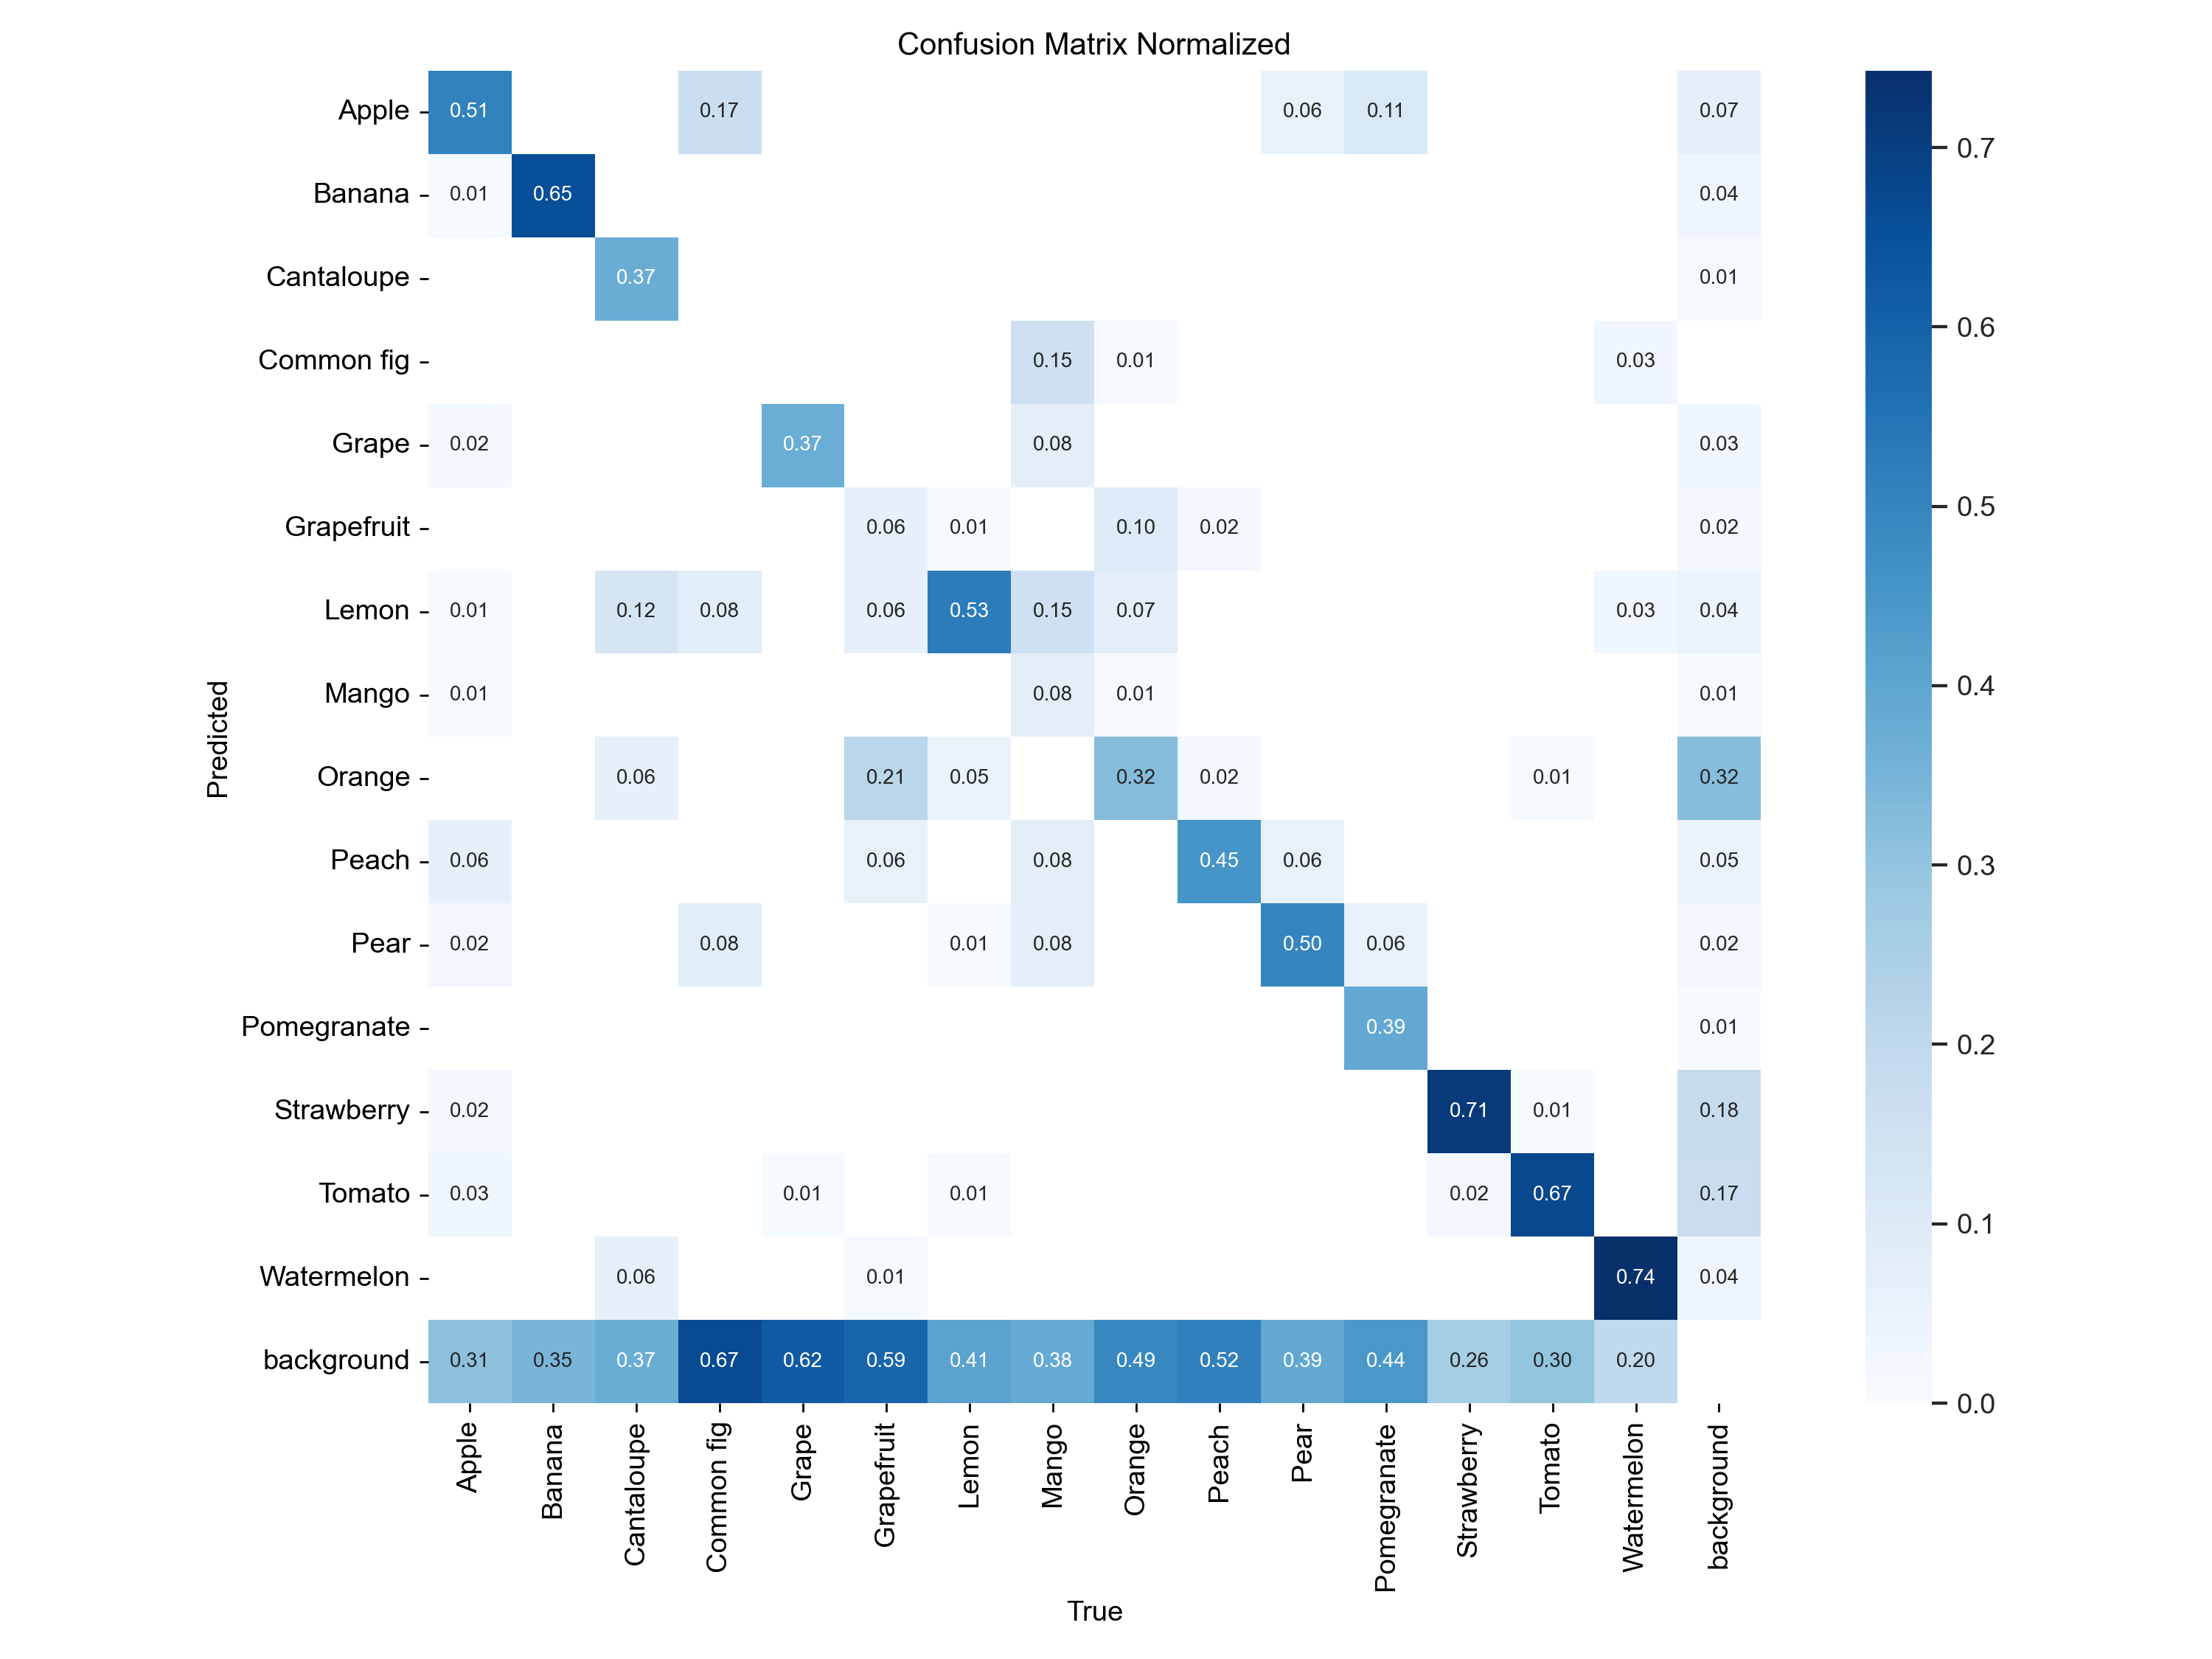 Confusion Matrix Normalized
Apple 0.51 0.17 0.06 0.11 0.07
Banana 0.01 0.65 0.04
Cantaloupe 0.37 0.01
Common fig 0.15 0.01 0.03
Grape 0.02 0.37 0.08 0.03
Grapefruit 0.06 0.01 0.10 0.02 0.02
Lemon 0.01 0.12 0.08 0.06 0.53 0.15 0.07 0.03 0.04
Mango 0.01 0.08 0.01 0.01
Orange 0.06 0.21 0.05 0.32 0.02 0.01 0.32
Peach 0.06 0.06 0.08 0.45 0.06 0.05
Pear 0.02 0.08 0.01 0.08 0.50 0.06 0.02
Pomegranate 0.39 0.01
Strawberry 0.02 0.71 0.01 0.18
Tomato 0.03 0.01 0.01 0.02 0.67 0.17
Watermelon 0.06 0.01 0.74 0.04
background 0.31 0.35 0.37 0.67 0.62 0.59 0.41 0.38 0.49 0.52 0.39 0.44 0.26 0.30 0.20
Predicted
Apple
Banana
Cantaloupe
Common fig
Grape
Grapefruit
Lemon
Mango
Orange
Peach
Pear
Pomegranate
Strawberry
Tomato
Watermelon
background
True
0.7
0.6
0.5
0.4
0.3
0.2
0.1
0.0